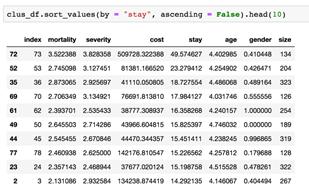 clus_df.sort_values(by = "stay", ascending = False).head(10)
index month severity cost stay age gender size
72 73 3.522388 3.828358 509728.322388 49.574627 4.402985 0.410448 134
52 53 2.745098 3.127451 81381.166520 23.279412 4.254902 0.426471 204
35 36 2.873065 2.925697 41110.050805 18.727554 4.486068 0.489164 323
69 70 2.706349 3.134921 76691.813810 17.984127 4.031746 0.555556 126
61 62 2.393701 2.535433 38777.308937 16.358268 4.240157 1.000000 254
49 50 2.645503 2.714286 43966.604815 15.825397 4.746032 0.000000 189
44 45 2.545455 2.670846 44470.344357 15.451411 4.238245 0.996865 319
77 78 2.460938 2.625000 142176.810547 15.226562 4.257812 0.179688 128
23 24 2.357143 2.468944 37677.020124 15.198758 4.515528 0.478261 322
2 3 2.131086 2.932584 134238.874419 14.292135 4.146067 0.404494 267